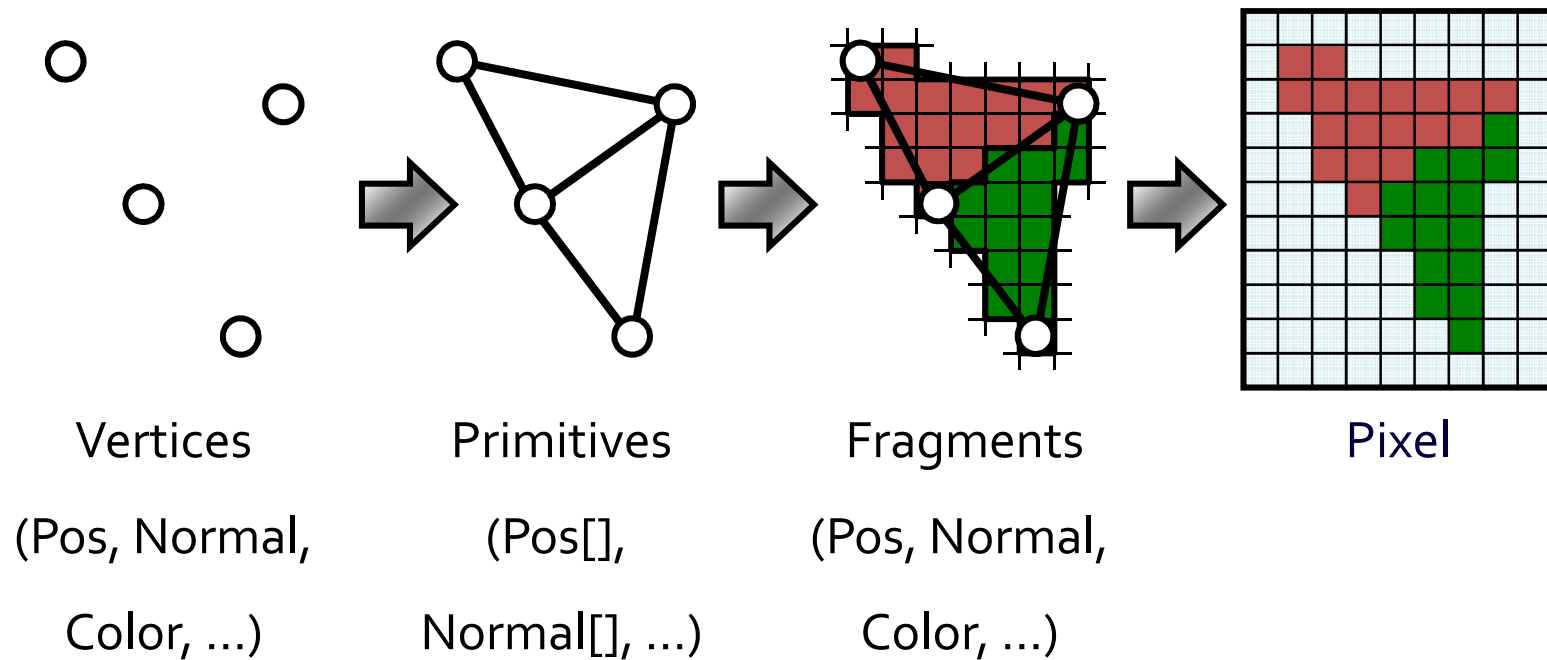 Vertices
(Pos, Normal,
Color, ...)
Primitives
(Pos[],
Normal[], ...)
Fragments
(Pos, Normal,
Color, ...)
Pixel